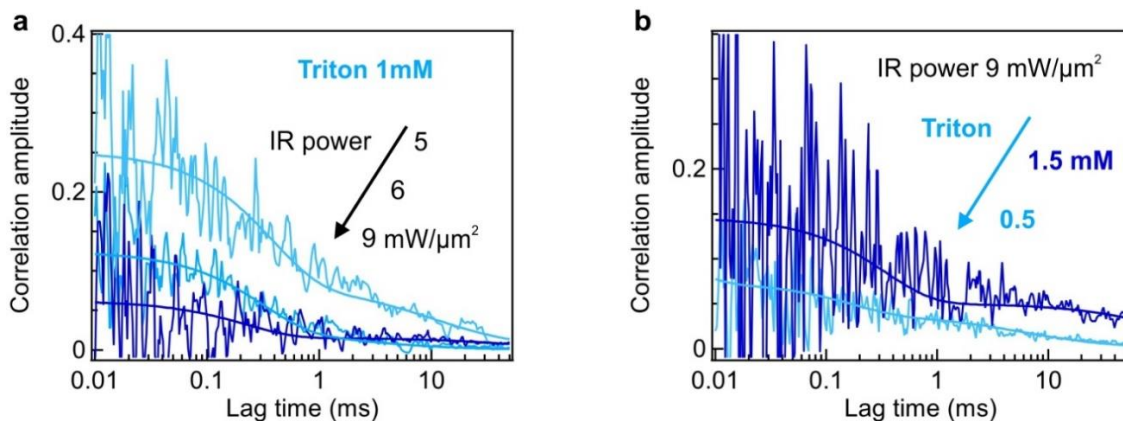 a
0.4
0.2
0
Correlation amplitude
Triton 1mM
IR power
5
6
9 mW/µm²
0.01
0.1
1
10
Lag time (ms)
b
0.2
0
Correlation amplitude
IR power 9 mW/µm²
Triton
1.5 mM
0.5
0.01
0.1
1
10
Lag time (ms)